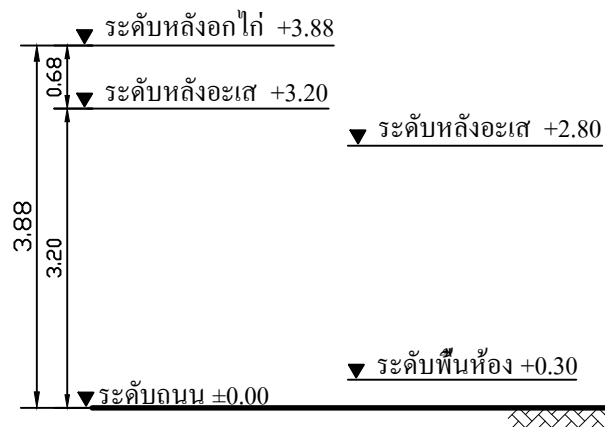 ระดับหลังอกไก่ +3.88
0.68
ระดับหลังอะเส +3.20
ระดับหลังอะเส +2.80
3.88
3.20
ระดับพื้นห้อง +0.30
ระดับถนน ±0.00